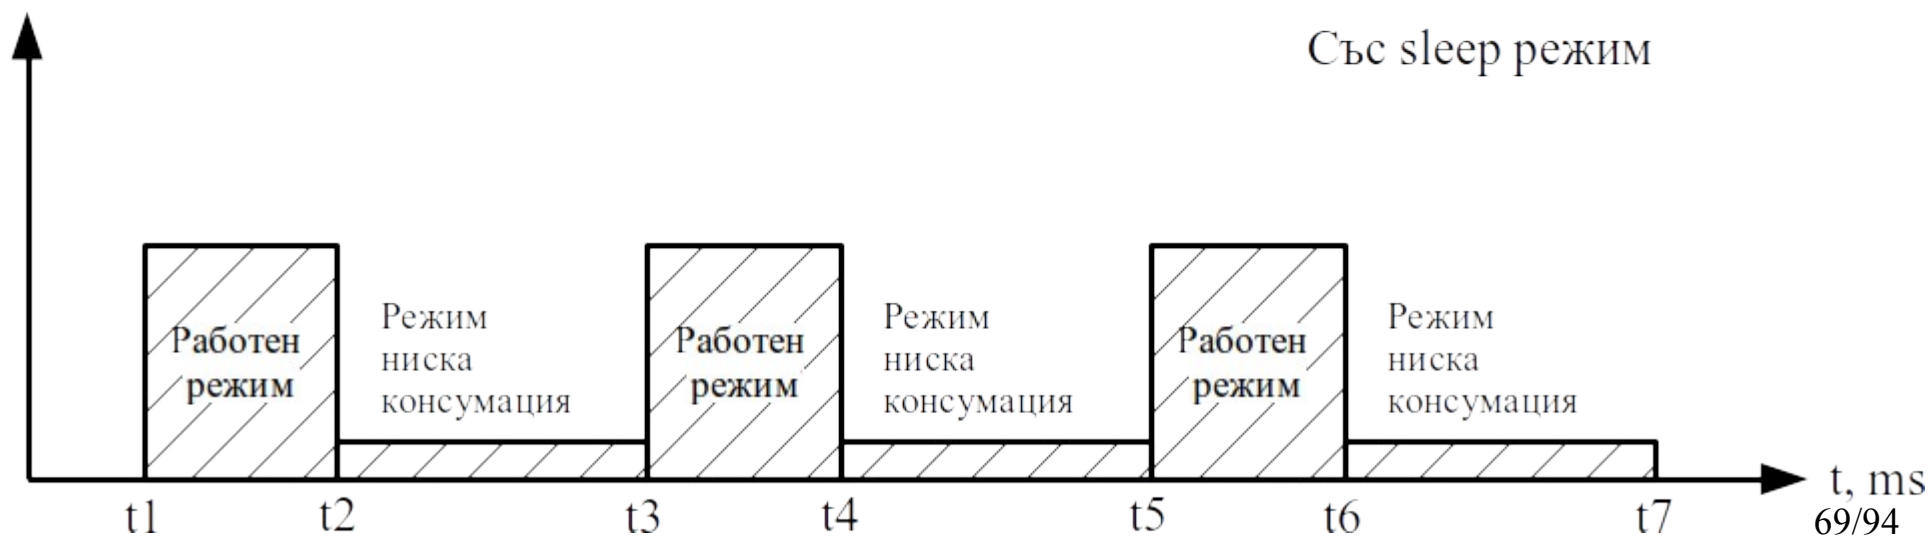 Със sleep режим
Работен
режим
Режим
ниска
консумация
Работен
режим
Режим
ниска
консумация
Работен
режим
Режим
ниска
консумация
t1
t2
t3
t4
t5
t6
t7
t, ms
69/94